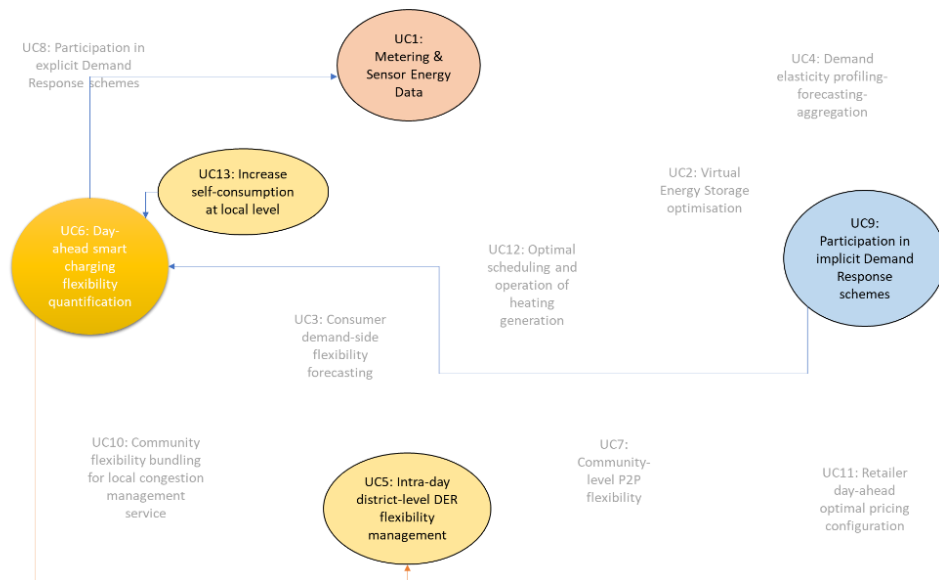 UC8: Participation in
explicit Demand
Response schemes
UC1:
Metering &
Sensor Energy
Data
UC4: Demand
elasticity profiling-
forecasting-
aggregation
UC13: Increase
self-consumption
at local level
UC2: Virtual
Energy Storage
optimisation
UC6: Day-
ahead smart
charging
flexibility
quantification
UC9:
Participation in
implicit Demand
Response
schemes
UC12: Optimal
scheduling and
operation of
heating
generation
UC3: Consumer
demand-side
flexibility
forecasting
UC10: Community
flexibility bundling
for local congestion
management
service
UC5: Intra-day
district-level DER
flexibility
management
UC7:
Community-
level P2P
flexibility
UC11: Retailer
day-ahead
optimal pricing
configuration